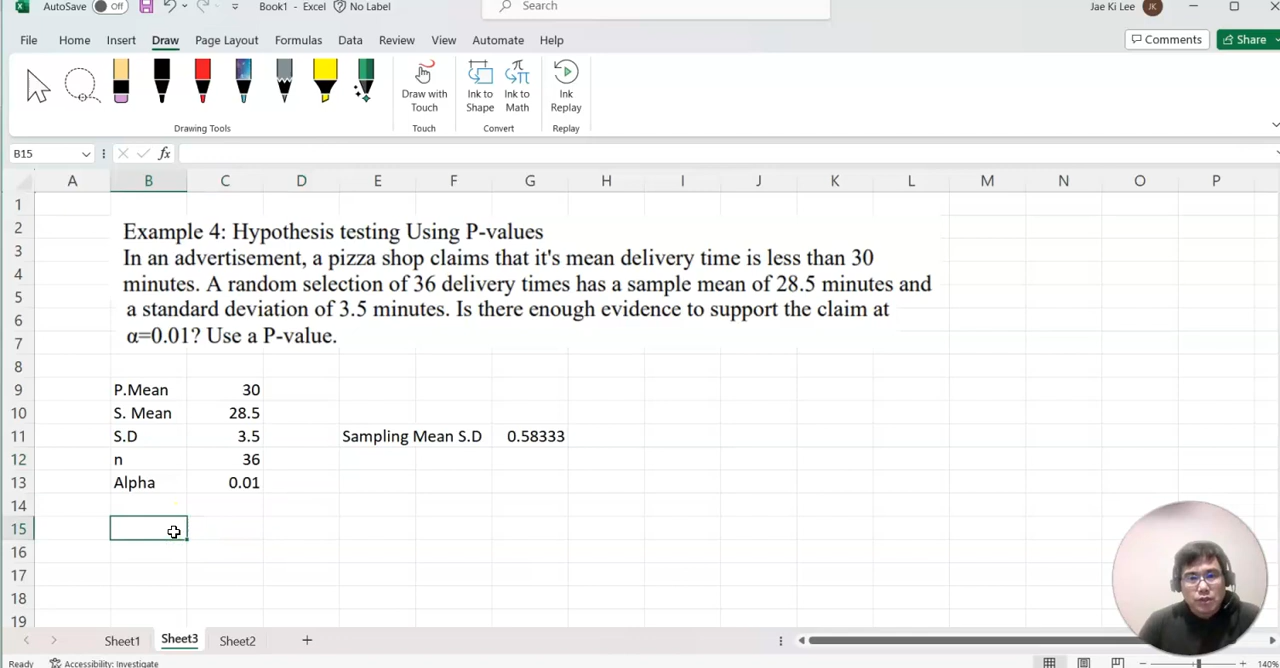 AutoSave Off Book1 - Excel No Label Search Jae Ki Lee JK
File Home Insert Draw Page Layout Formulas Data Review View Automate Help Comments Share
Draw with Touch Ink to Shape Ink to Math Ink Replay
Drawing Tools Touch Convert Replay
B15 fx
A B C D E F G H I J K L M N O P
1
2 Example 4: Hypothesis testing Using P-values
3 In an advertisement, a pizza shop claims that it's mean delivery time is less than 30
4 minutes. A random selection of 36 delivery times has a sample mean of 28.5 minutes and
5 a standard deviation of 3.5 minutes. Is there enough evidence to support the claim at
6
7 α=0.01? Use a P-value.
8
9 P.Mean 30
10 S. Mean 28.5
11 S.D 3.5 Sampling Mean S.D 0.58333
12 n 36
13 Alpha 0.01
14
15
16
17
18
19
Sheet1 Sheet3 Sheet2
Ready Accessibility: Investigate 140%